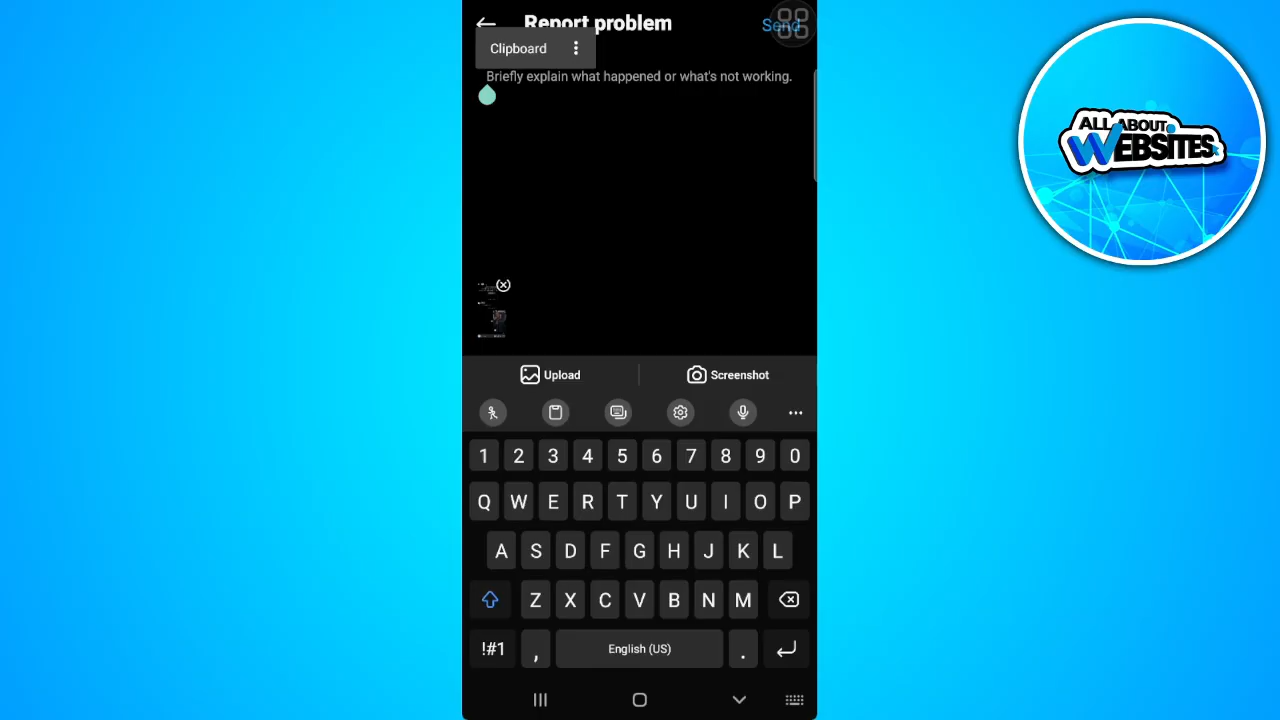 Report problem
Send
Clipboard
Briefly explain what happened or what's not working.
Upload
Screenshot
1 2 3 4 5 6 7 8 9 0
Q W E R T Y U I O P
A S D F G H J K L
Z X C V B N M
!#1 , English (US) .
ALL ABOUT
WEBSITES